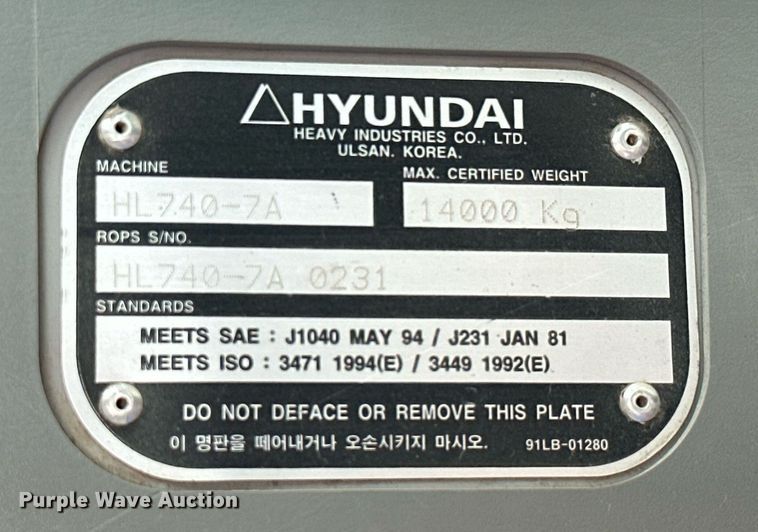 HYUNDAI
HEAVY INDUSTRIES CO., LTD.
ULSAN. KOREA.
MACHINE
MAX. CERTIFIED WEIGHT
HL740-7A
14000 Kg
ROPS S/NO.
HL740-7A 0231
STANDARDS
MEETS SAE : J1040 MAY 94 / J231 JAN 81
MEETS ISO : 3471 1994(E) / 3449 1992(E)
DO NOT DEFACE OR REMOVE THIS PLATE
이 명판을 떼어내거나 오손시키지 마시오.
91LB-01280
Purple Wave Auction